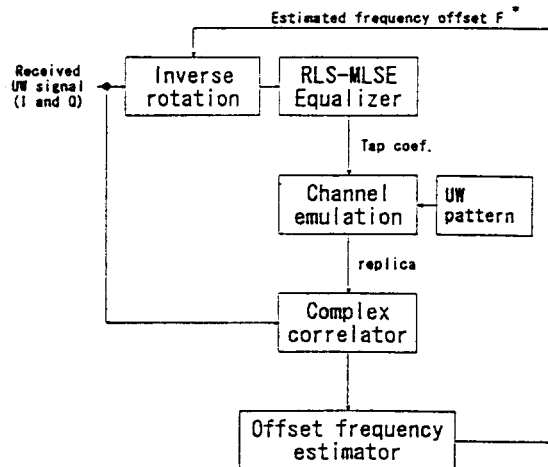 Estimated frequency offset F *
Received
UW signal
(I and Q)
Inverse
rotation
RLS-MLSE
Equalizer
Tap coef.
Channel
emulation
UW
pattern
replica
Complex
correlator
Offset frequency
estimator